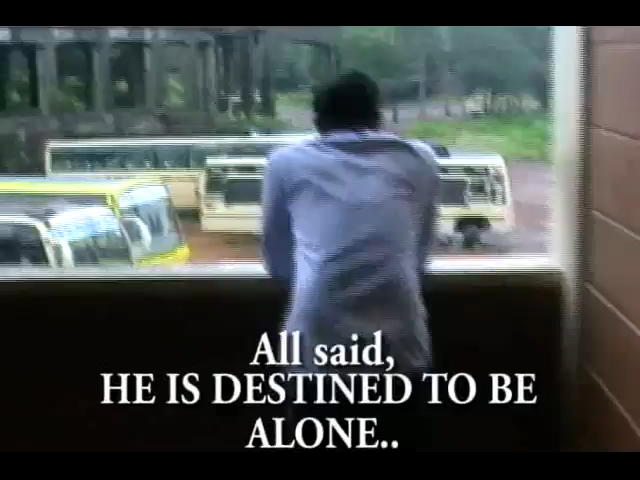 All said,
HE IS DESTINED TO BE
ALONE..